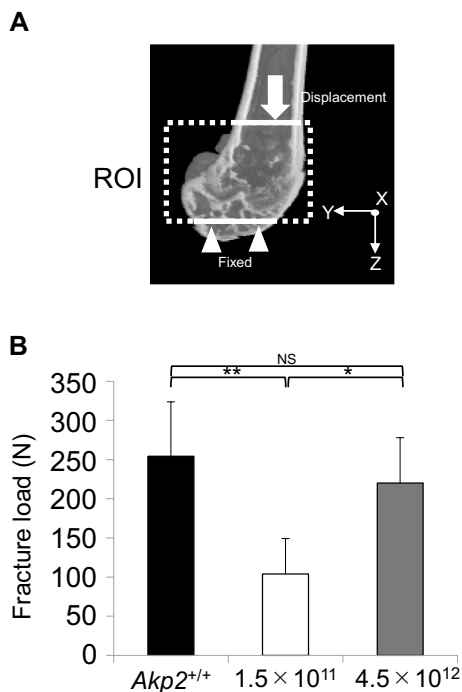 A
Displacement
ROI
Y X
Z
Fixed
B
NS
** *
350
300
250
200
150
100
50
0
Fracture load (N)
Akp2+/+ 1.5 × 10¹¹ 4.5 × 10¹²